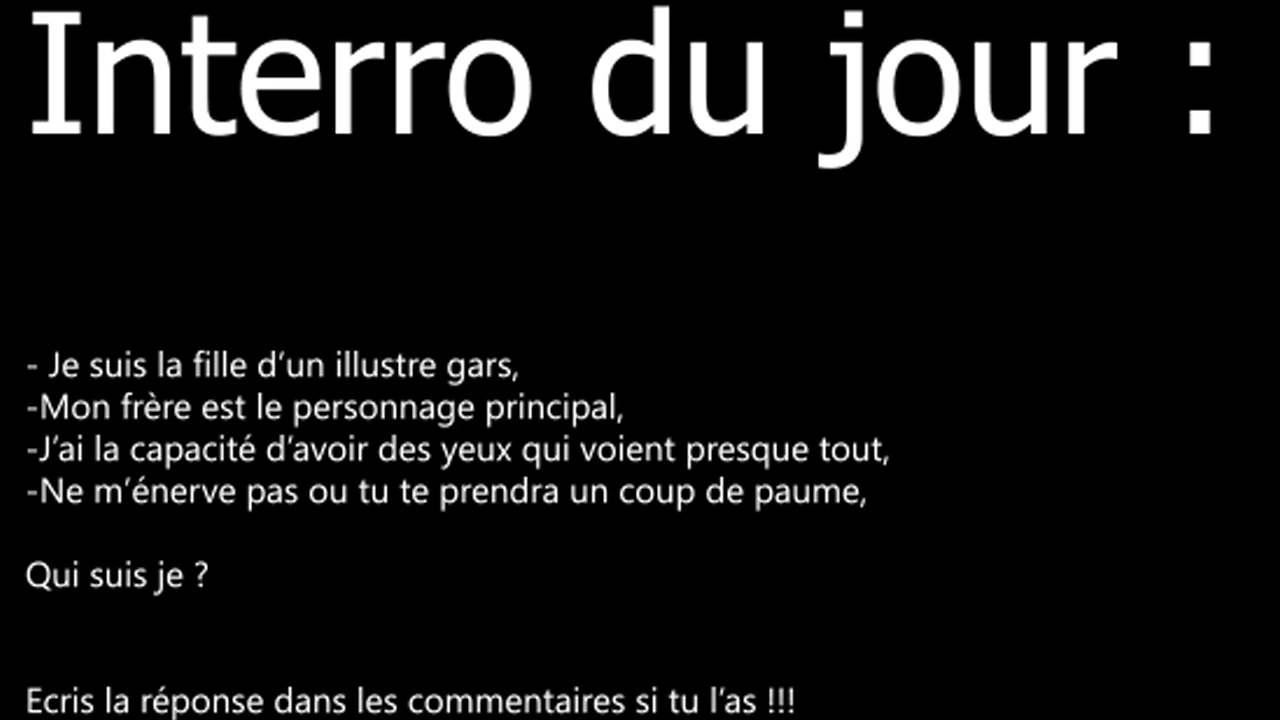 Interro du jour :
- Je suis la fille d'un illustre gars,
-Mon frère est le personnage principal,
-J'ai la capacité d'avoir des yeux qui voient presque tout,
-Ne m'énerve pas ou tu te prendra un coup de paume,
Qui suis je ?
Ecris la réponse dans les commentaires si tu l'as !!!